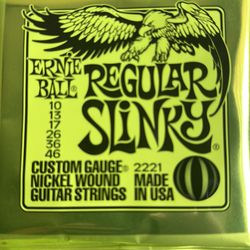 ERNIE
BALL®
REGULAR
SLINKY®
10
13
17
26
36
46
CUSTOM GAUGE®
NICKEL WOUND
GUITAR STRINGS
2221
MADE
IN USA